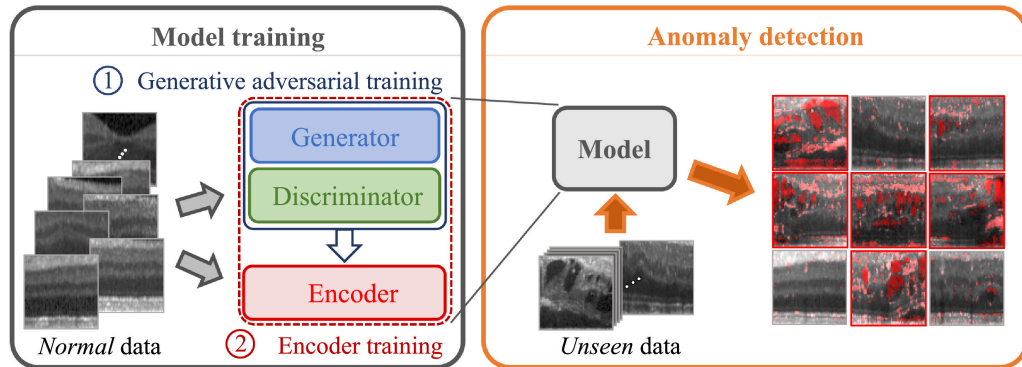 Model training
① Generative adversarial training
Generator
Discriminator
Encoder
② Encoder training
Normal data
Anomaly detection
Model
Unseen data